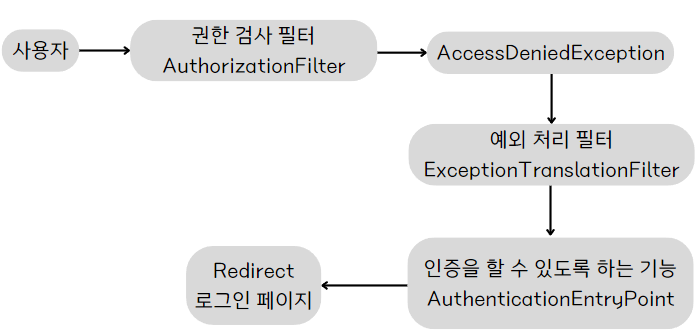 사용자
권한 검사 필터
AuthorizationFilter
AccessDeniedException
예외 처리 필터
ExceptionTranslationFilter
인증을 할 수 있도록 하는 기능
AuthenticationEntryPoint
Redirect
로그인 페이지